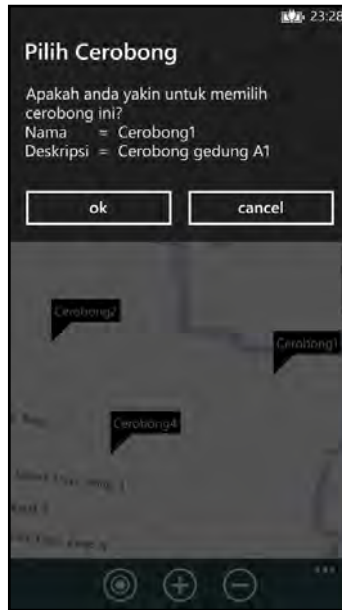 23:28
Pilih Cerobong
Apakah anda yakin untuk memilih
cerobong ini?
Nama = Cerobong1
Deskripsi = Cerobong gedung A1
ok cancel
Cerobong2
Cerobong1
Cerobong4